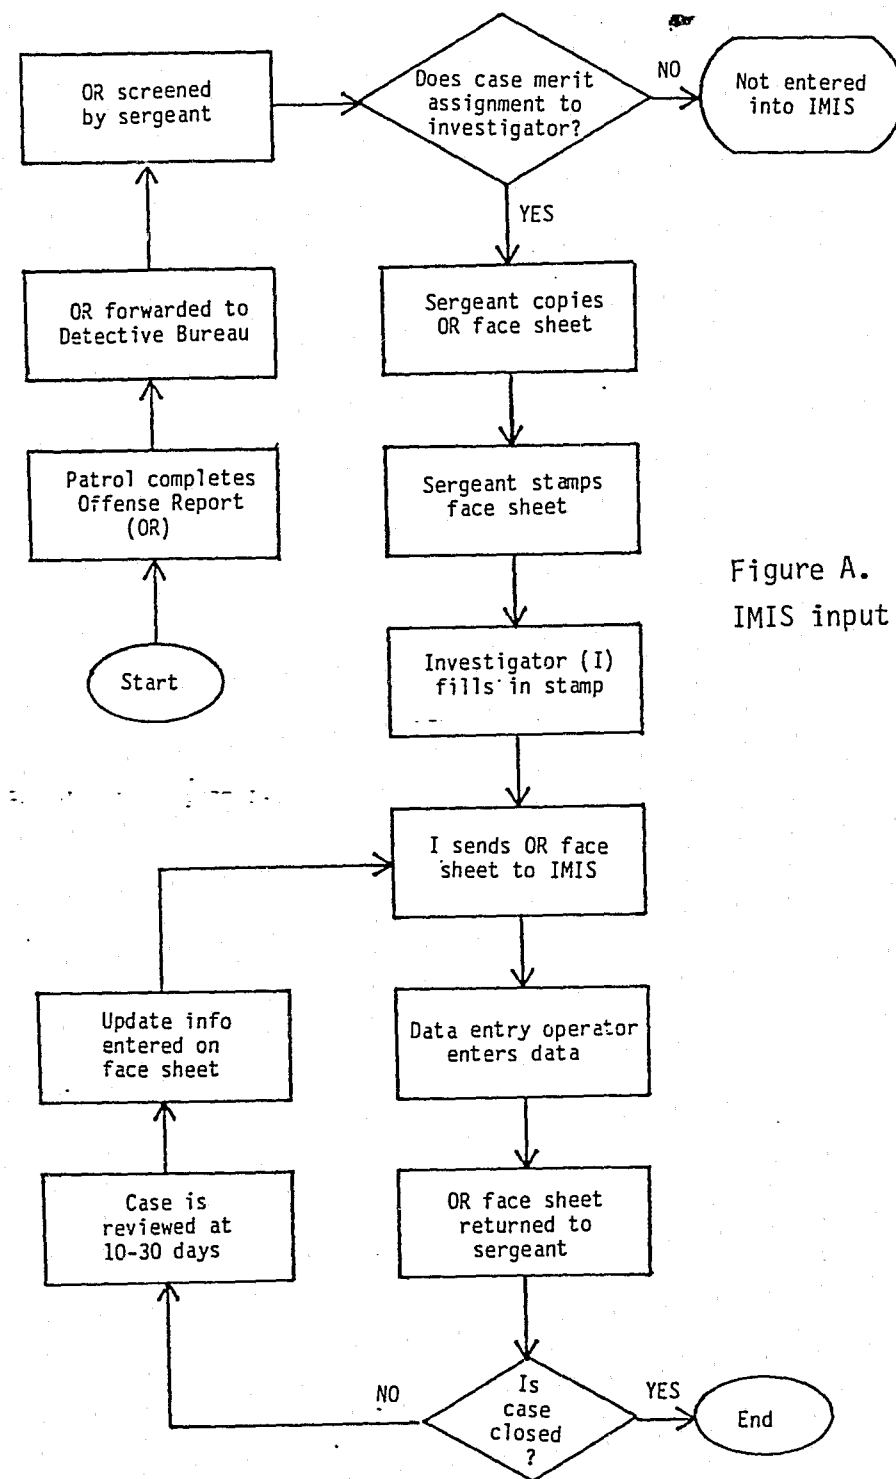 OR screened
by sergeant
Does case merit
assignment to
investigator?
NO
Not entered
into IMIS
YES
OR forwarded to
Detective Bureau
Sergeant copies
OR face sheet
Patrol completes
Offense Report
(OR)
Sergeant stamps
face sheet
Figure A.
IMIS input
Start
Investigator (I)
fills in stamp
I sends OR face
sheet to IMIS
Update info
entered on
face sheet
Data entry operator
enters data
Case is
reviewed at
10-30 days
OR face sheet
returned to
sergeant
NO
Is
case
closed
?
YES
End